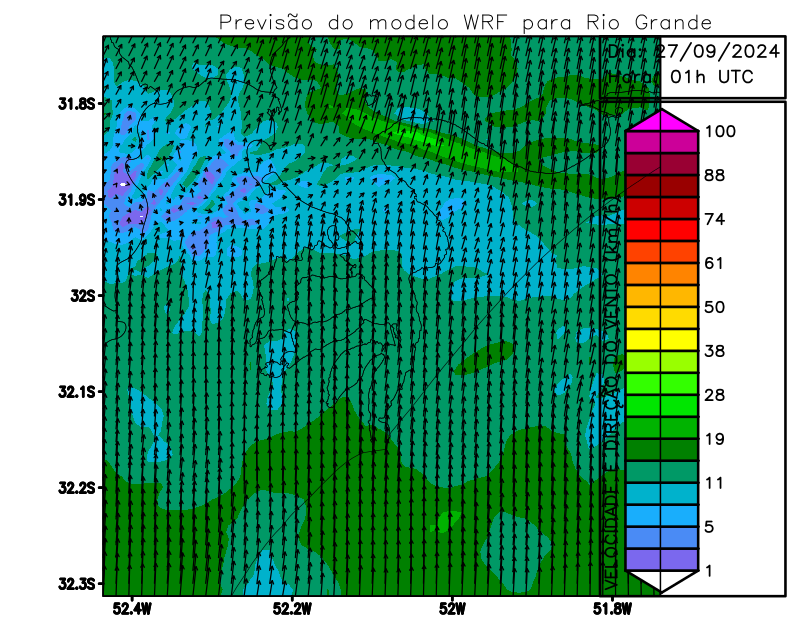 Previsão do modelo WRF para Rio Grande
Dia: 27/09/2024
Hora: 01h UTC
31.8S
31.9S
32S
32.1S
32.2S
32.3S
52.4W
52.2W
52W
51.8W
VELOCIDADE E DIREÇÃO DO VENTO (km/h)
100
88
74
61
50
38
28
19
11
5
1